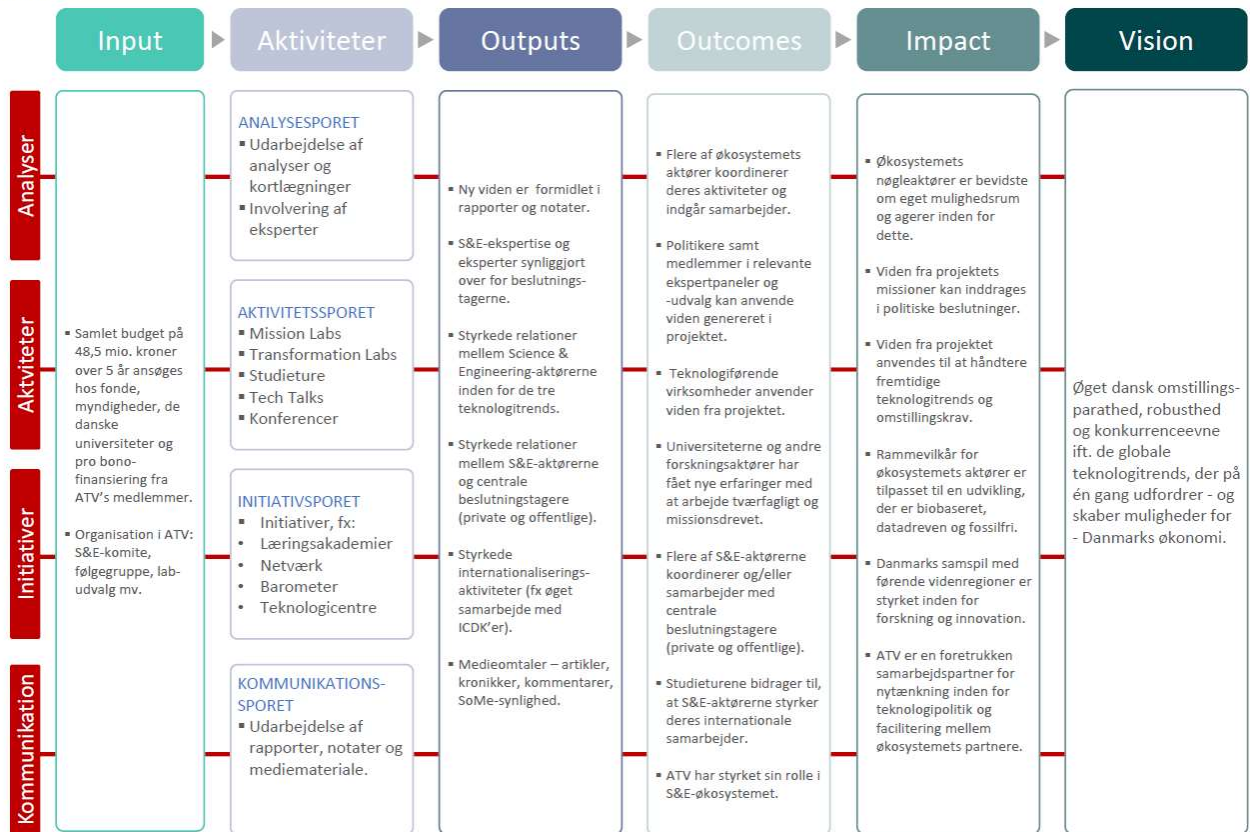 Input
Aktiviteter
Outputs
Outcomes
Impact
Vision
Analyser
Aktviteter
Initiativer
Kommunikation
▪ Samlet budget på
48,5 mio. kroner
over 5 år ansøges
hos fonde,
myndigheder, de
danske
universiteter og
pro bono-
finansiering fra
ATV's medlemmer.
▪ Organisation i ATV:
S&E-komite,
følgegruppe, lab-
udvalg mv.
ANALYSESPORET
▪ Udarbejdelse af
analyser og
kortlægninger
▪ Involvering af
eksperter
AKTIVITETSSPORET
▪ Mission Labs
▪ Transformation Labs
▪ Studieture
▪ Tech Talks
▪ Konferencer
INITIATIVSPORET
▪ Initiativer, fx:
• Læringsakademier
• Netværk
• Barometer
• Teknologicentre
KOMMUNIKATIONS-
SPORET
▪ Udarbejdelse af
rapporter, notater og
mediemateriale.
▪ Ny viden er formidlet i
rapporter og notater.
▪ S&E-ekspertise og
eksperter synliggjort
over for beslutnings-
tagerne.
▪ Styrkede relationer
mellem Science &
Engineering-aktørerne
inden for de tre
teknologitrends.
▪ Styrkede relationer
mellem S&E-aktørerne
og centrale
beslutningstagere
(private og offentlige).
▪ Styrkede
internationaliserings-
aktiviteter (fx øget
samarbejde med
ICDK'er).
▪ Medieomtaler – artikler,
kronikker, kommentarer,
SoMe-synlighed.
▪ Flere af økosystemets
aktører koordinerer
deres aktiviteter og
indgår samarbejder.
▪ Politikere samt
medlemmer i relevante
ekspertpaneler og
-udvalg kan anvende
viden genereret i
projektet.
▪ Teknologiførende
virksomheder anvender
viden fra projektet.
▪ Universiteterne og andre
forskningsaktører har
fået nye erfaringer med
at arbejde tværfagligt og
missionsdrevet.
▪ Flere af S&E-aktørerne
koordinerer og/eller
samarbejder med
centrale
beslutningstagere
(private og offentlige).
▪ Studieturene bidrager til,
at S&E-aktørerne styrker
deres internationale
samarbejder.
▪ ATV har styrket sin rolle i
S&E-økosystemet.
▪ Økosystemets
nøgleaktører er bevidste
om eget mulighedsrum
og agerer inden for
dette.
▪ Viden fra projektets
missioner kan inddrages
i politiske beslutninger.
▪ Viden fra projektet
anvendes til at håndtere
fremtidige
teknologitrends og
omstillingskrav.
▪ Rammevilkår for
økosystemets aktører er
tilpasset til en udvikling,
der er biobaseret,
datadreven og fossilfri.
▪ Danmarks samspil med
førende videnregioner er
styrket inden for
forskning og innovation.
▪ ATV er en foretrukken
samarbejdspartner for
nytænkning inden for
teknologipolitik og
facilitering mellem
økosystemets partnere.
Øget dansk omstillings-
parathed, robusthed
og konkurrenceevne
ift. de globale
teknologitrends, der på
én gang udfordrer - og
skaber muligheder for
- Danmarks økonomi.